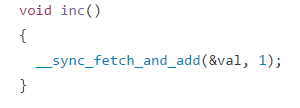 void inc()
{
  __sync_fetch_and_add(&val, 1);
}